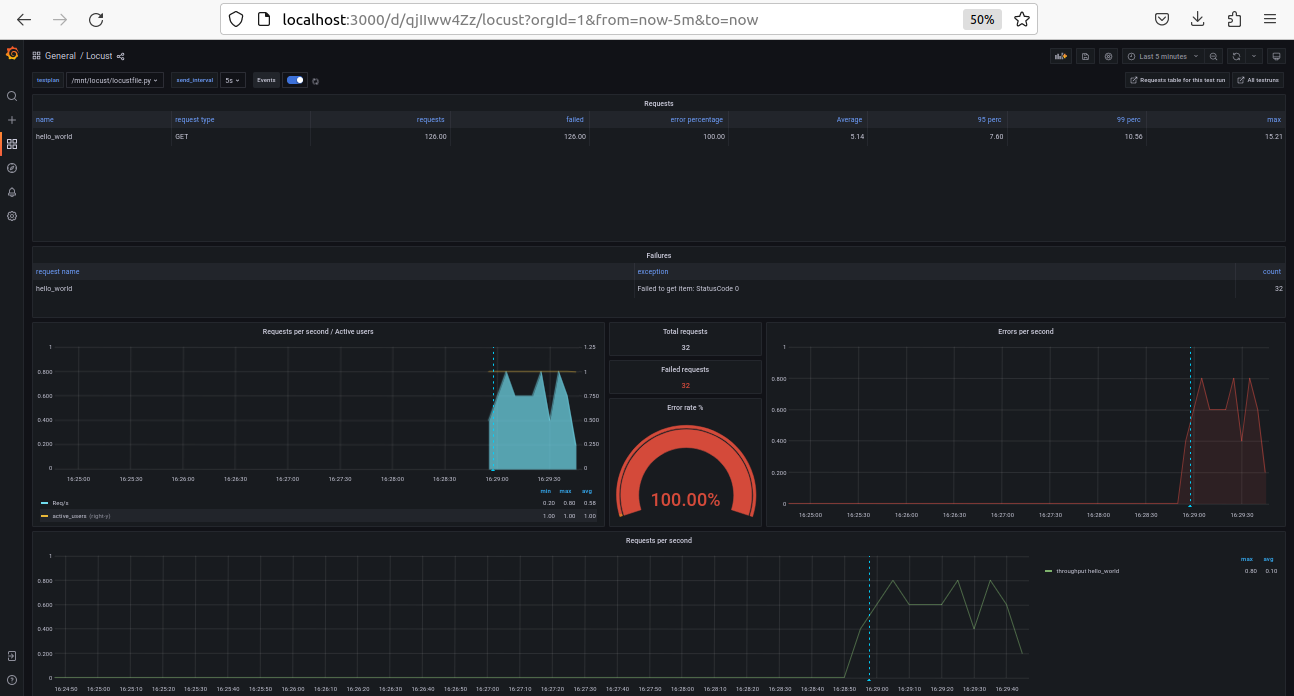 localhost:3000/d/qjIIww4Zz/locust?orgId=1&from=now-5m&to=now 50%
General / Locust Last 5 minutes
testplan /mnt/locust/locustfile.py send_interval 5s Events Requests table for this test run All testruns
Requests
name request type requests failed error percentage Average 95 perc 99 perc max
hello_world GET 126.00 126.00 100.00 5.14 7.60 10.56 15.21
Failures
request name exception count
hello_world Failed to get item: StatusCode 0 32
Requests per second / Active users
1 1.25
0.800 1
0.600 0.750
0.400 0.500
0.200 0.250
0 0
16:25:00 16:25:30 16:26:00 16:26:30 16:27:00 16:27:30 16:28:00 16:28:30 16:29:00 16:29:30
min max avg
Req/s 0.20 0.80 0.58
active_users (right-y) 1.00 1.00 1.00
Total requests
32
Failed requests
32
Error rate %
100.00%
Errors per second
1
0.800
0.600
0.400
0.200
0
16:25:00 16:25:30 16:26:00 16:26:30 16:27:00 16:27:30 16:28:00 16:28:30 16:29:00 16:29:30
Requests per second
1
0.800
0.600
0.400
0.200
0
16:24:50 16:25:00 16:25:10 16:25:20 16:25:30 16:25:40 16:25:50 16:26:00 16:26:10 16:26:20 16:26:30 16:26:40 16:26:50 16:27:00 16:27:10 16:27:20 16:27:30 16:27:40 16:27:50 16:28:00 16:28:10 16:28:20 16:28:30 16:28:40 16:28:50 16:29:00 16:29:10 16:29:20 16:29:30 16:29:40
max avg
throughput hello_world 0.80 0.10